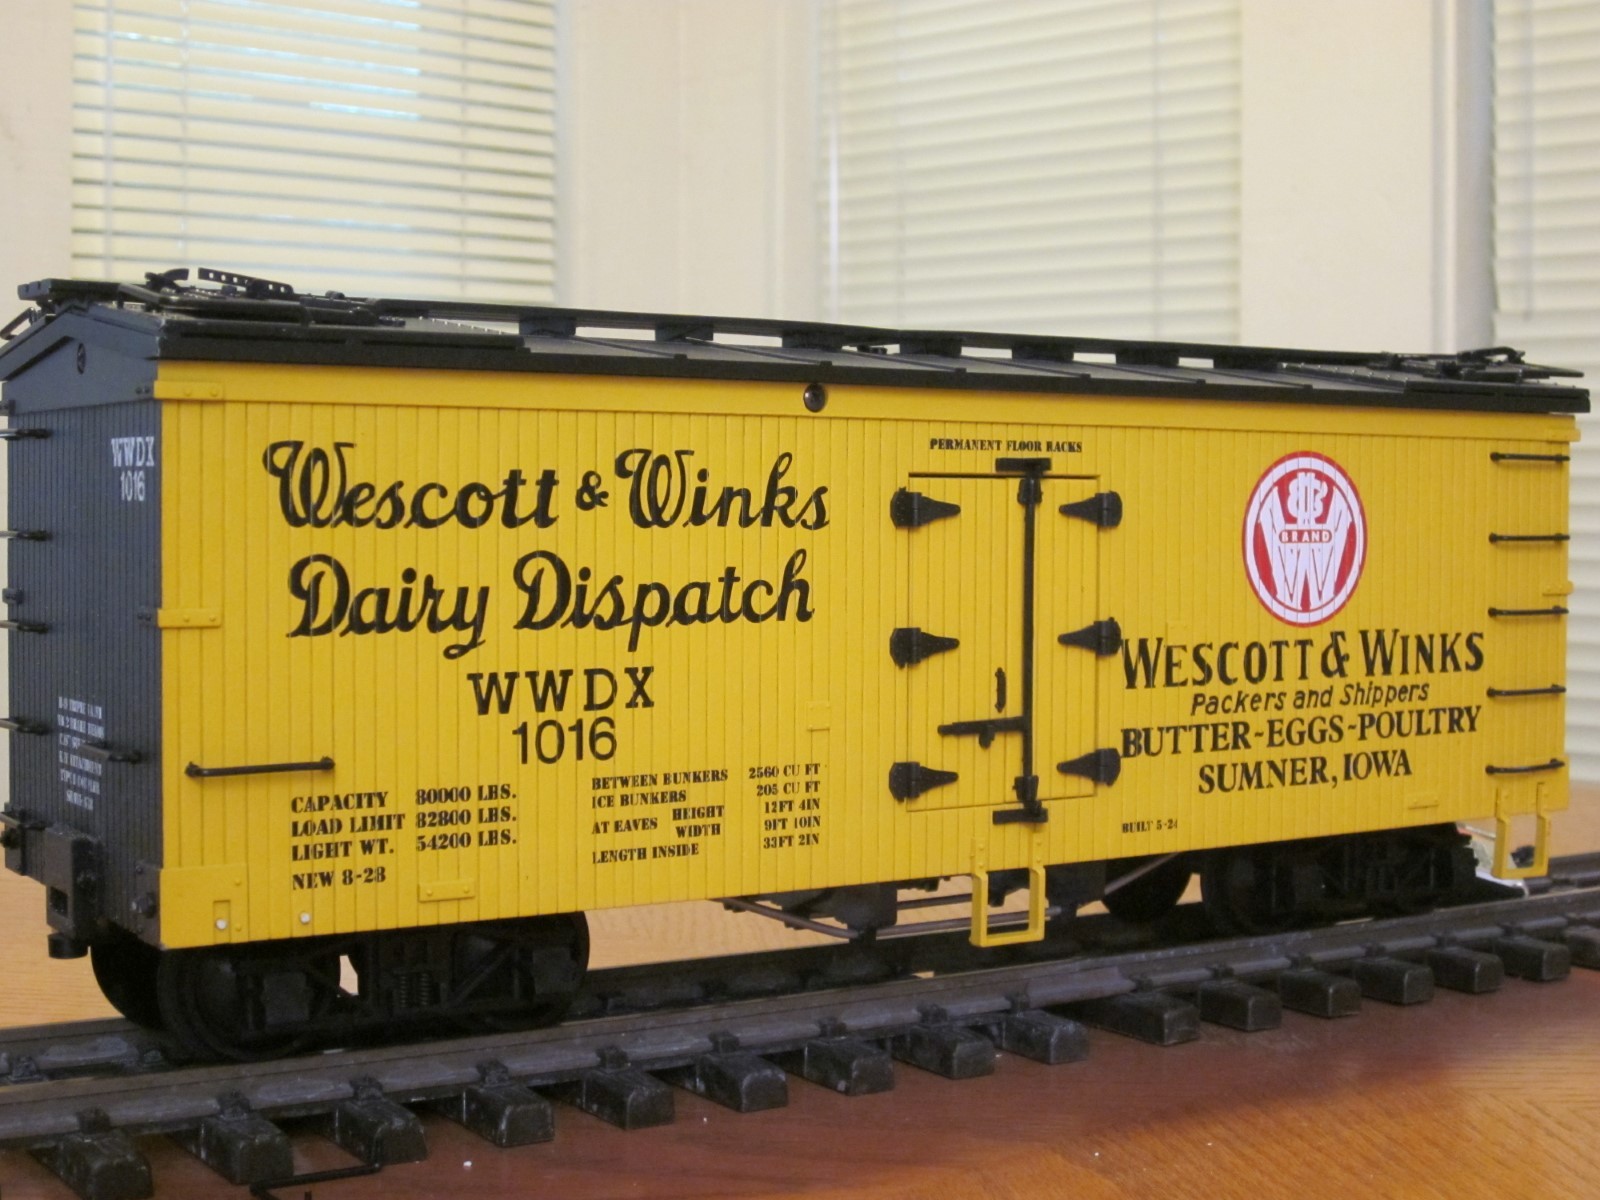 WWDX
1016
Wescott & Winks
Dairy Dispatch
WWDX
1016
CAPACITY 80000 LBS.
LOAD LIMIT 82800 LBS.
LIGHT WT. 54200 LBS.
NEW 8-28
BETWEEN BUNKERS 2560 CU FT
ICE BUNKERS 205 CU FT
AT EAVES HEIGHT 12FT 4IN
WIDTH 9FT 10IN
LENGTH INSIDE 33FT 2IN
PERMANENT FLOOR RACKS
W&W
BRAND
WESCOTT & WINKS
Packers and Shippers
BUTTER-EGGS-POULTRY
SUMNER, IOWA
BUILT 5-24